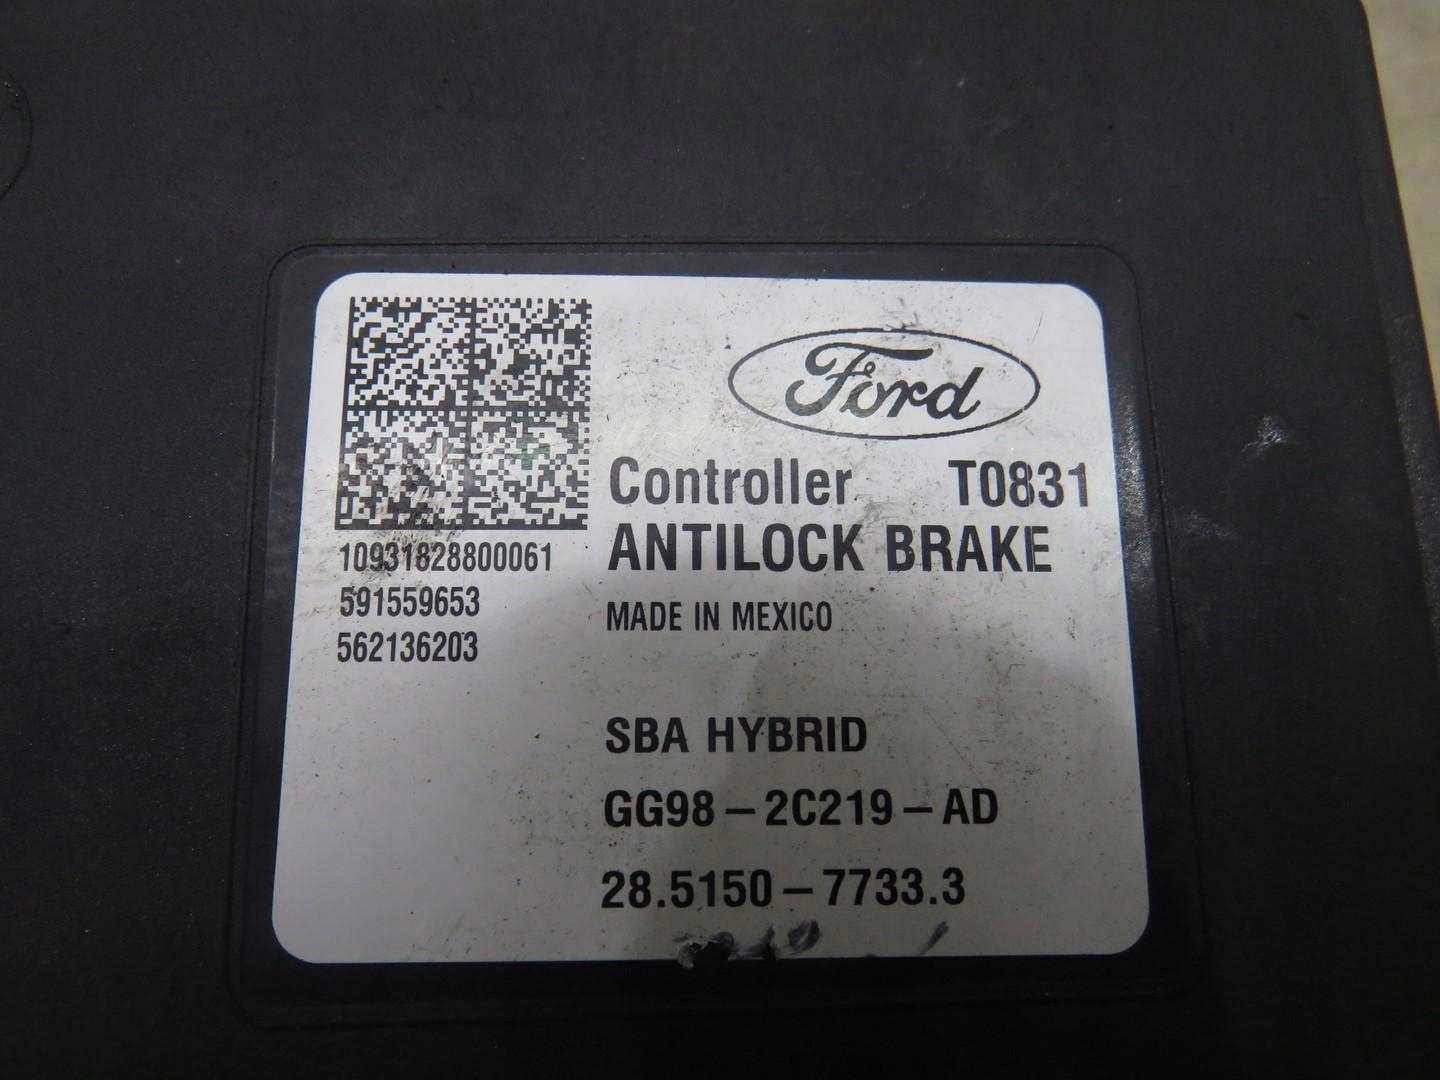 Ford
Controller T0831
ANTILOCK BRAKE
MADE IN MEXICO
10931828800061
591559653
562136203
SBA HYBRID
GG98-2C219-AD
28.5150-7733.3